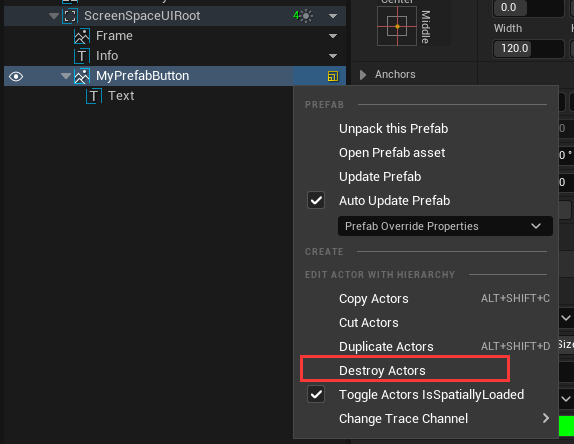 ScreenSpaceUIRoot
4
Frame
Info
MyPrefabButton
Text
Center
Middle
0.0
Width
H
120.0
Anchors
PREFAB
Unpack this Prefab
Open Prefab asset
Update Prefab
Auto Update Prefab
Prefab Override Properties
CREATE
EDIT ACTOR WITH HIERARCHY
Copy Actors ALT+SHIFT+C
Cut Actors
Duplicate Actors ALT+SHIFT+D
Destroy Actors
Toggle Actors IsSpatiallyLoaded
Change Trace Channel